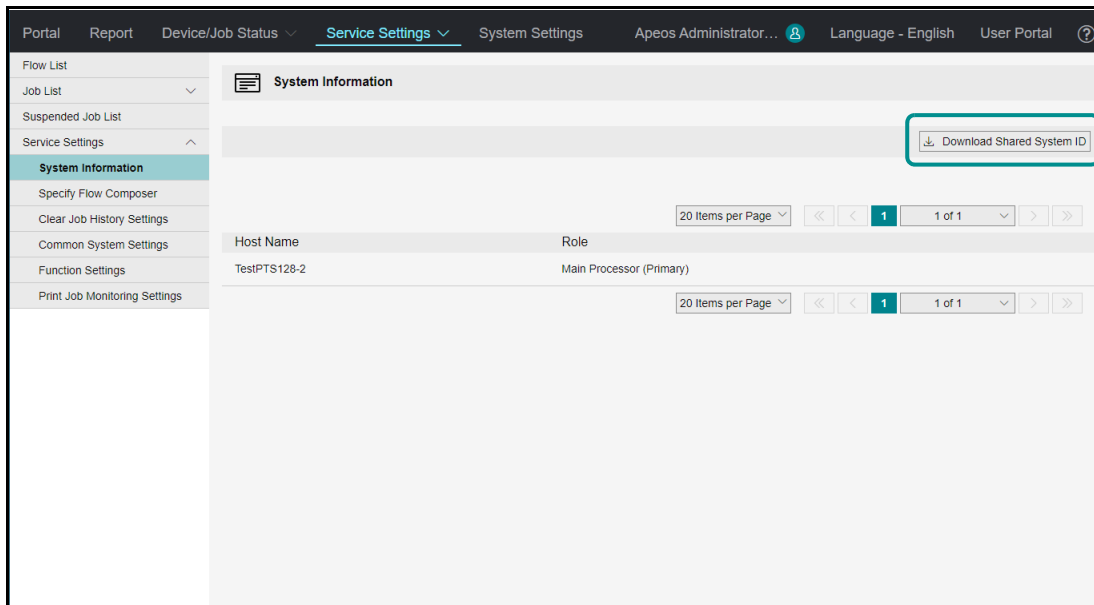 Portal Report Device/Job Status Service Settings System Settings Apeos Administrator... Language - English User Portal ?
Flow List
Job List
Suspended Job List
Service Settings
System Information
Specify Flow Composer
Clear Job History Settings
Common System Settings
Function Settings
Print Job Monitoring Settings
System Information
Download Shared System ID
20 Items per Page 1 1 of 1
Host Name Role
TestPTS128-2 Main Processor (Primary)
20 Items per Page 1 1 of 1